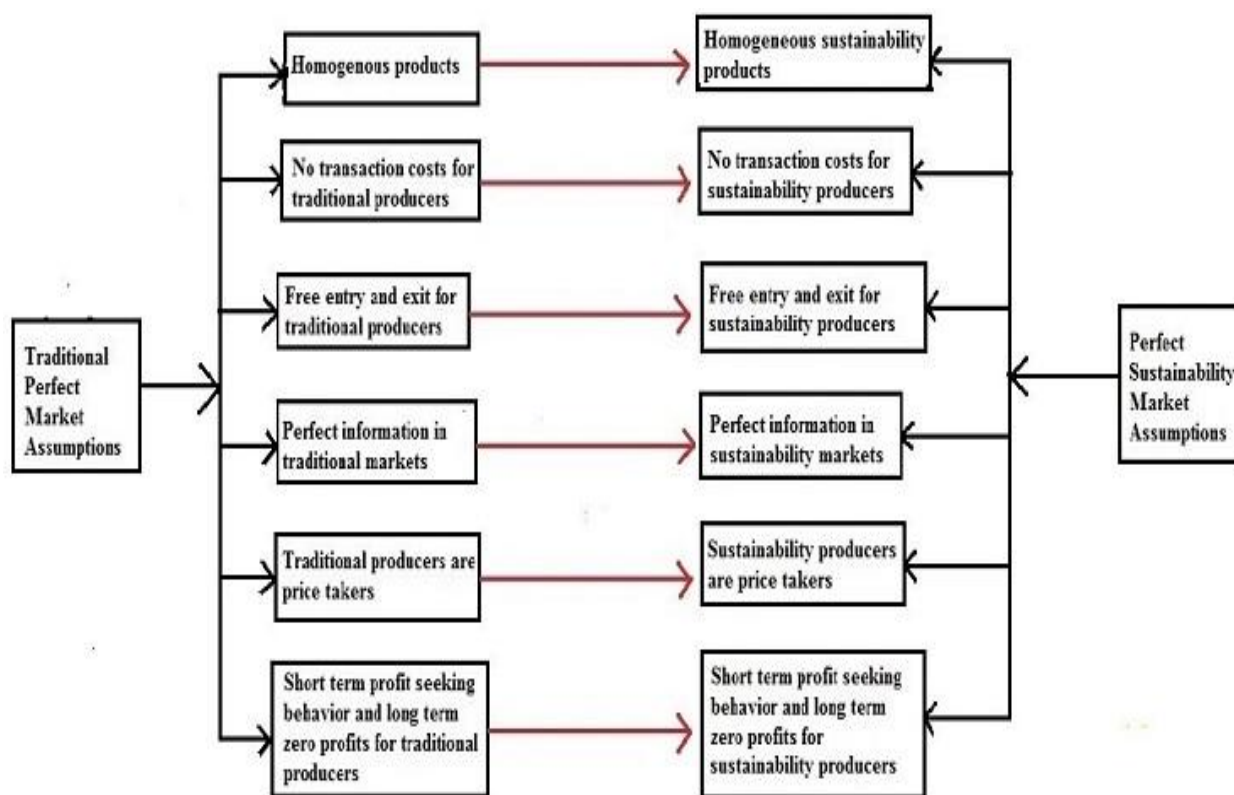 Homogenous products
Homogeneous sustainability
products
No transaction costs for
traditional producers
No transaction costs for
sustainability producers
Free entry and exit for
traditional producers
Free entry and exit for
sustainability producers
Traditional
Perfect
Market
Assumptions
Perfect
Sustainability
Market
Assumptions
Perfect information in
traditional markets
Perfect information in
sustainability markets
Traditional producers are
price takers
Sustainability producers
are price takers
Short term profit seeking
behavior and long term
zero profits for traditional
producers
Short term profit seeking
behavior and long term
zero profits for
sustainability producers